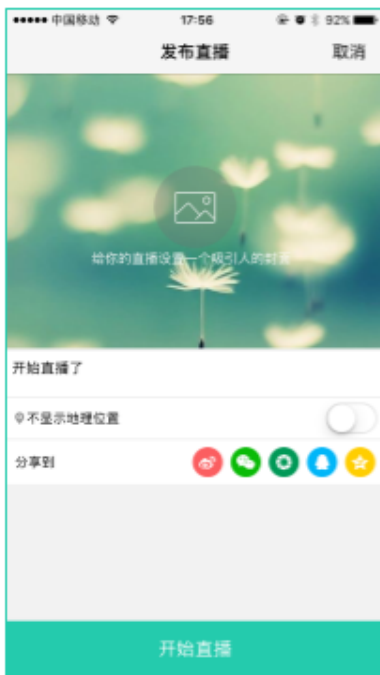 中国移动 17:56 92%
发布直播 取消
给你的直播设置一个吸引人的封面
开始直播了
不显示地理位置
分享到
开始直播